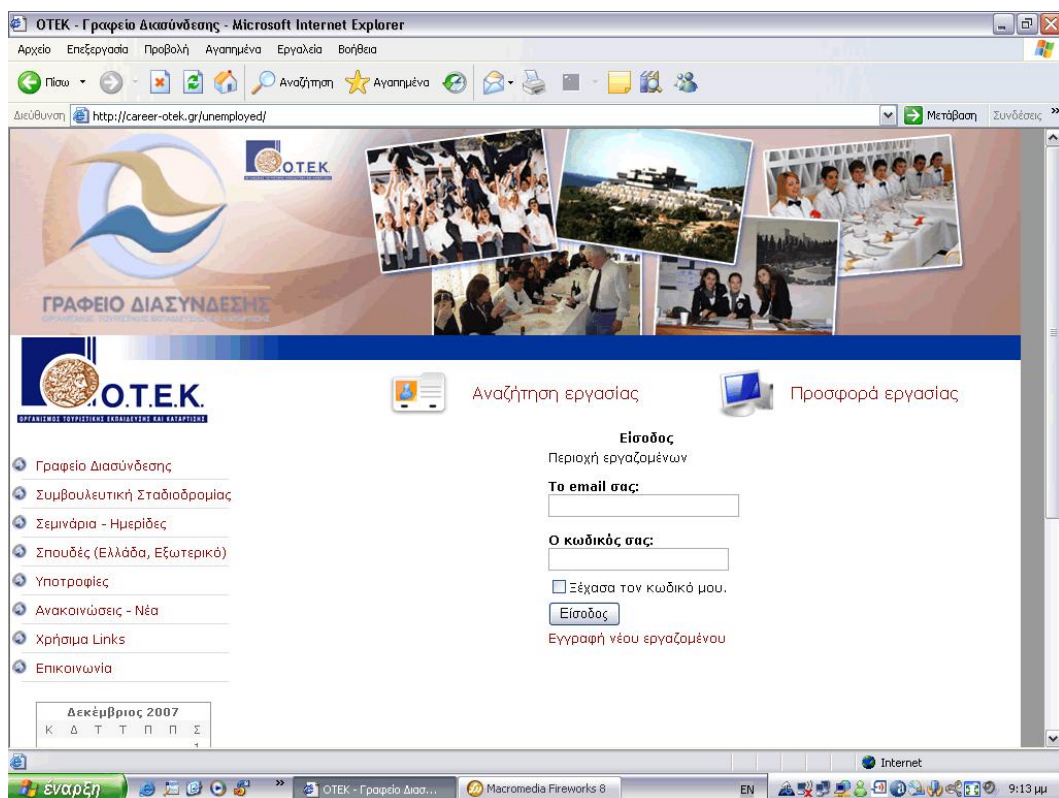 ΟΤΕΚ - Γραφείο Διασύνδεσης - Microsoft Internet Explorer
Αρχείο Επεξεργασία Προβολή Αγαπημένα Εργαλεία Βοήθεια
Πίσω Αναζήτηση Αγαπημένα
Διεύθυνση http://career-otek.gr/unemployed/ Μετάβαση Συνδέσεις »
Ο.Τ.Ε.Κ.
ΓΡΑΦΕΙΟ ΔΙΑΣΥΝΔΕΣΗΣ
Ο.Τ.Ε.Κ.
ΟΡΓΑΝΙΣΜΟΣ ΤΟΥΡΙΣΤΙΚΗΣ ΕΚΠΑΙΔΕΥΣΗΣ ΚΑΙ ΚΑΤΑΡΤΙΣΗΣ
Αναζήτηση εργασίας Προσφορά εργασίας
Είσοδος
Περιοχή εργαζομένων
Το email σας:
Ο κωδικός σας:
Ξέχασα τον κωδικό μου.
Είσοδος
Εγγραφή νέου εργαζομένου
Γραφείο Διασύνδεσης
Συμβουλευτική Σταδιοδρομίας
Σεμινάρια - Ημερίδες
Σπουδές (Ελλάδα, Εξωτερικό)
Υποτροφίες
Ανακοινώσεις - Νέα
Χρήσιμα Links
Επικοινωνία
Δεκέμβριος 2007
Κ Δ Τ Τ Π Π Σ
1
Internet
έναρξη » ΟΤΕΚ - Γραφείο Διασ... Macromedia Fireworks 8 EN 9:13 μμ